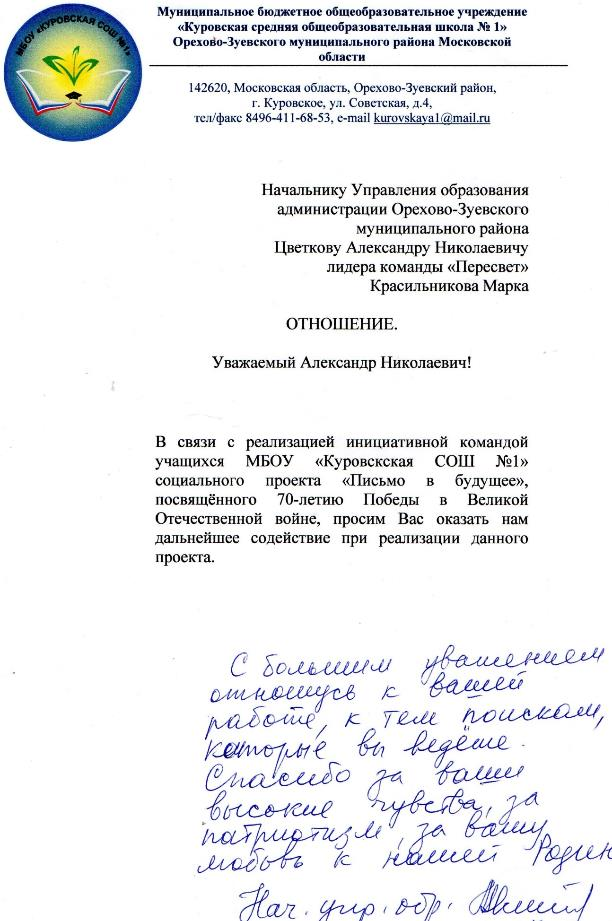 МБОУ «КУРОВСКАЯ СОШ №1»
Муниципальное бюджетное общеобразовательное учреждение
«Куровская средняя общеобразовательная школа № 1»
Орехово-Зуевского муниципального района Московской
области
142620, Московская область, Орехово-Зуевский район,
г. Куровское, ул. Советская, д.4,
тел/факс 8496-411-68-53, e-mail kurovskaya1@mail.ru
Начальнику Управления образования
администрации Орехово-Зуевского
муниципального района
Цветкову Александру Николаевичу
лидера команды «Пересвет»
Красильникова Марка
ОТНОШЕНИЕ.
Уважаемый Александр Николаевич!
В связи с реализацией инициативной командой
учащихся МБОУ «Куровскская СОШ №1»
социального проекта «Письмо в будущее»,
посвящённого 70-летию Победы в Великой
Отечественной войне, просим Вас оказать нам
дальнейшее содействие при реализации данного
проекта.
С большим уважением
отношусь к вашей
работе, к тем поискам,
которые вы ведёте.
Спасибо за ваши
высокие чувства, за
патриотизм, за вашу
любовь к нашей Родин
Нач. упр. обр.